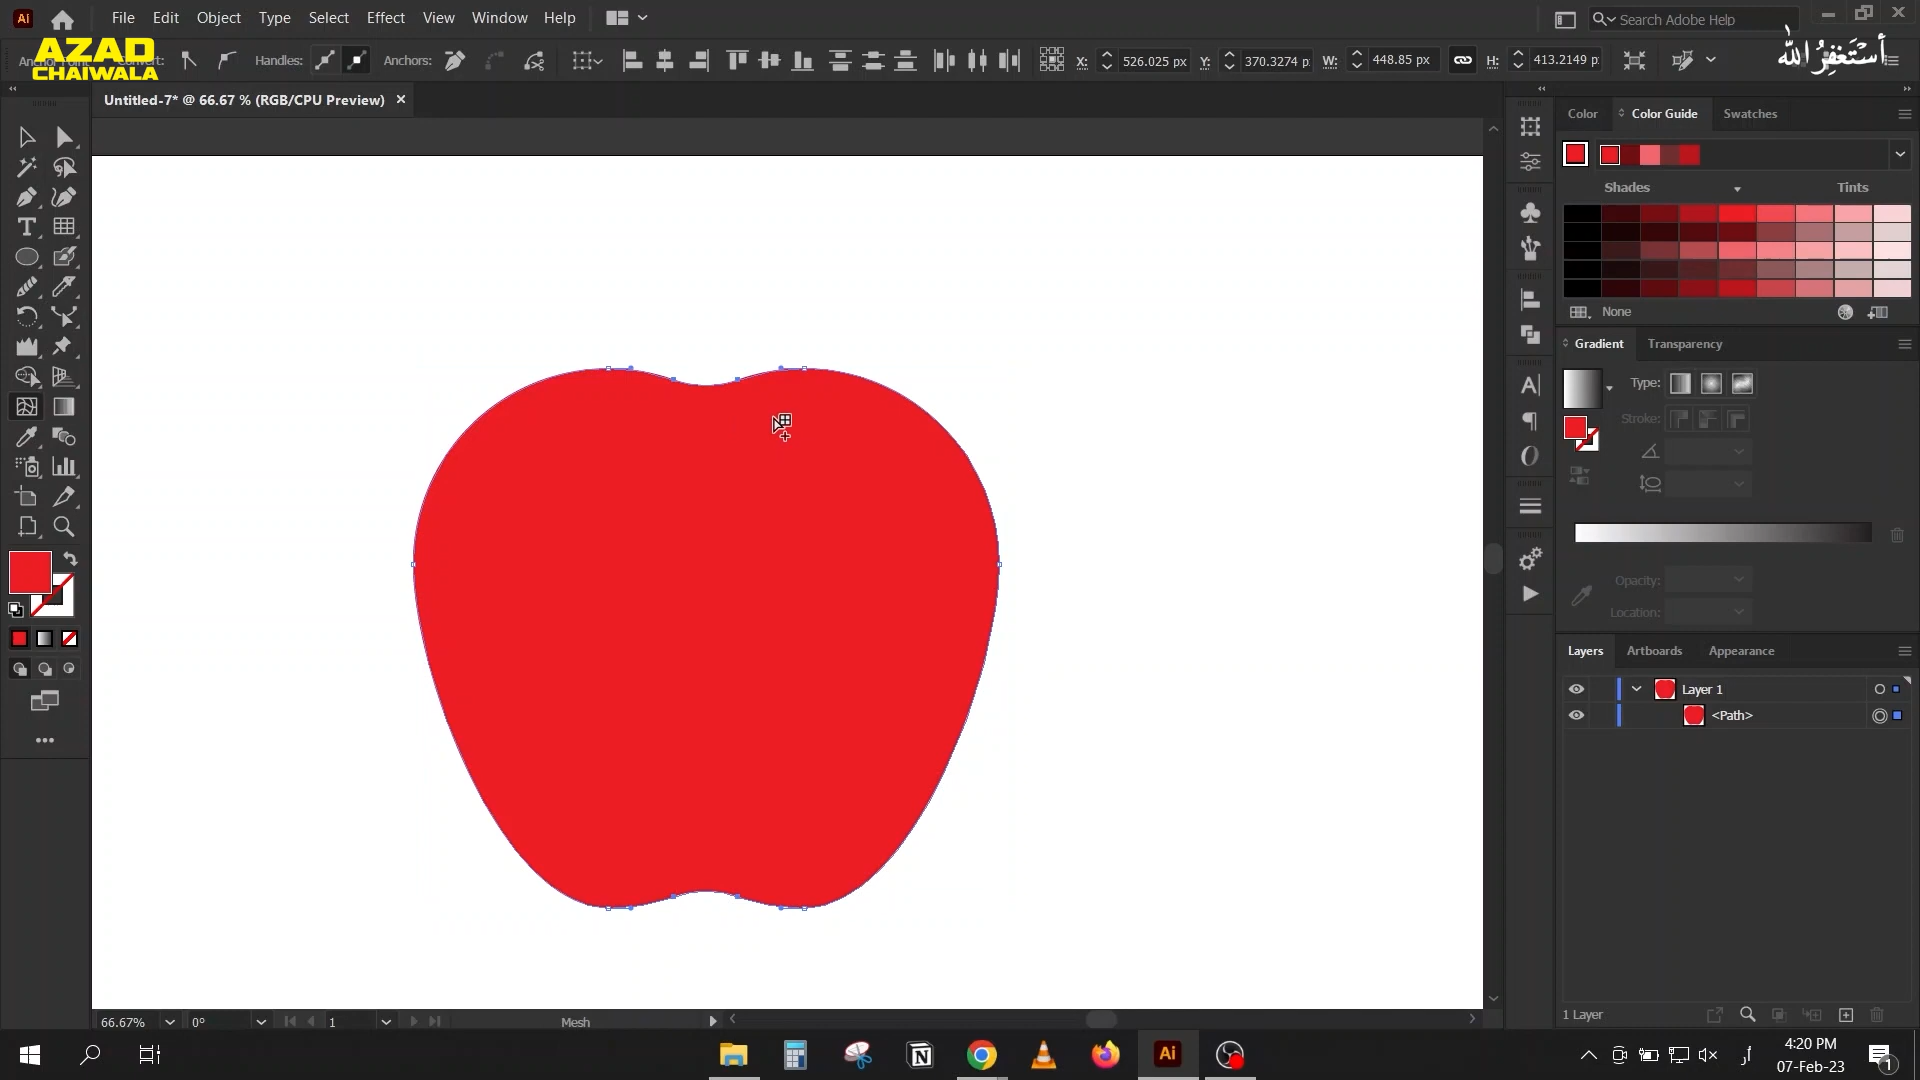 Ai File Edit Object Type Select Effect View Window Help Search Adobe Help
AZAD
CHAIWALA
Handles: Anchors: X: 526.025 px Y: 370.3274 p W: 448.85 px H: 413.2149 p
أَسْتَغْفِرُ اللّٰه
Untitled-7* @ 66.67 % (RGB/CPU Preview) ×
Color Color Guide Swatches
Shades Tints
None
Gradient Transparency
Type:
Stroke:
Opacity:
Location:
Layers Artboards Appearance
Layer 1
<Path>
1 Layer
66.67% 0° 1 Mesh
4:20 PM
07-Feb-23
1